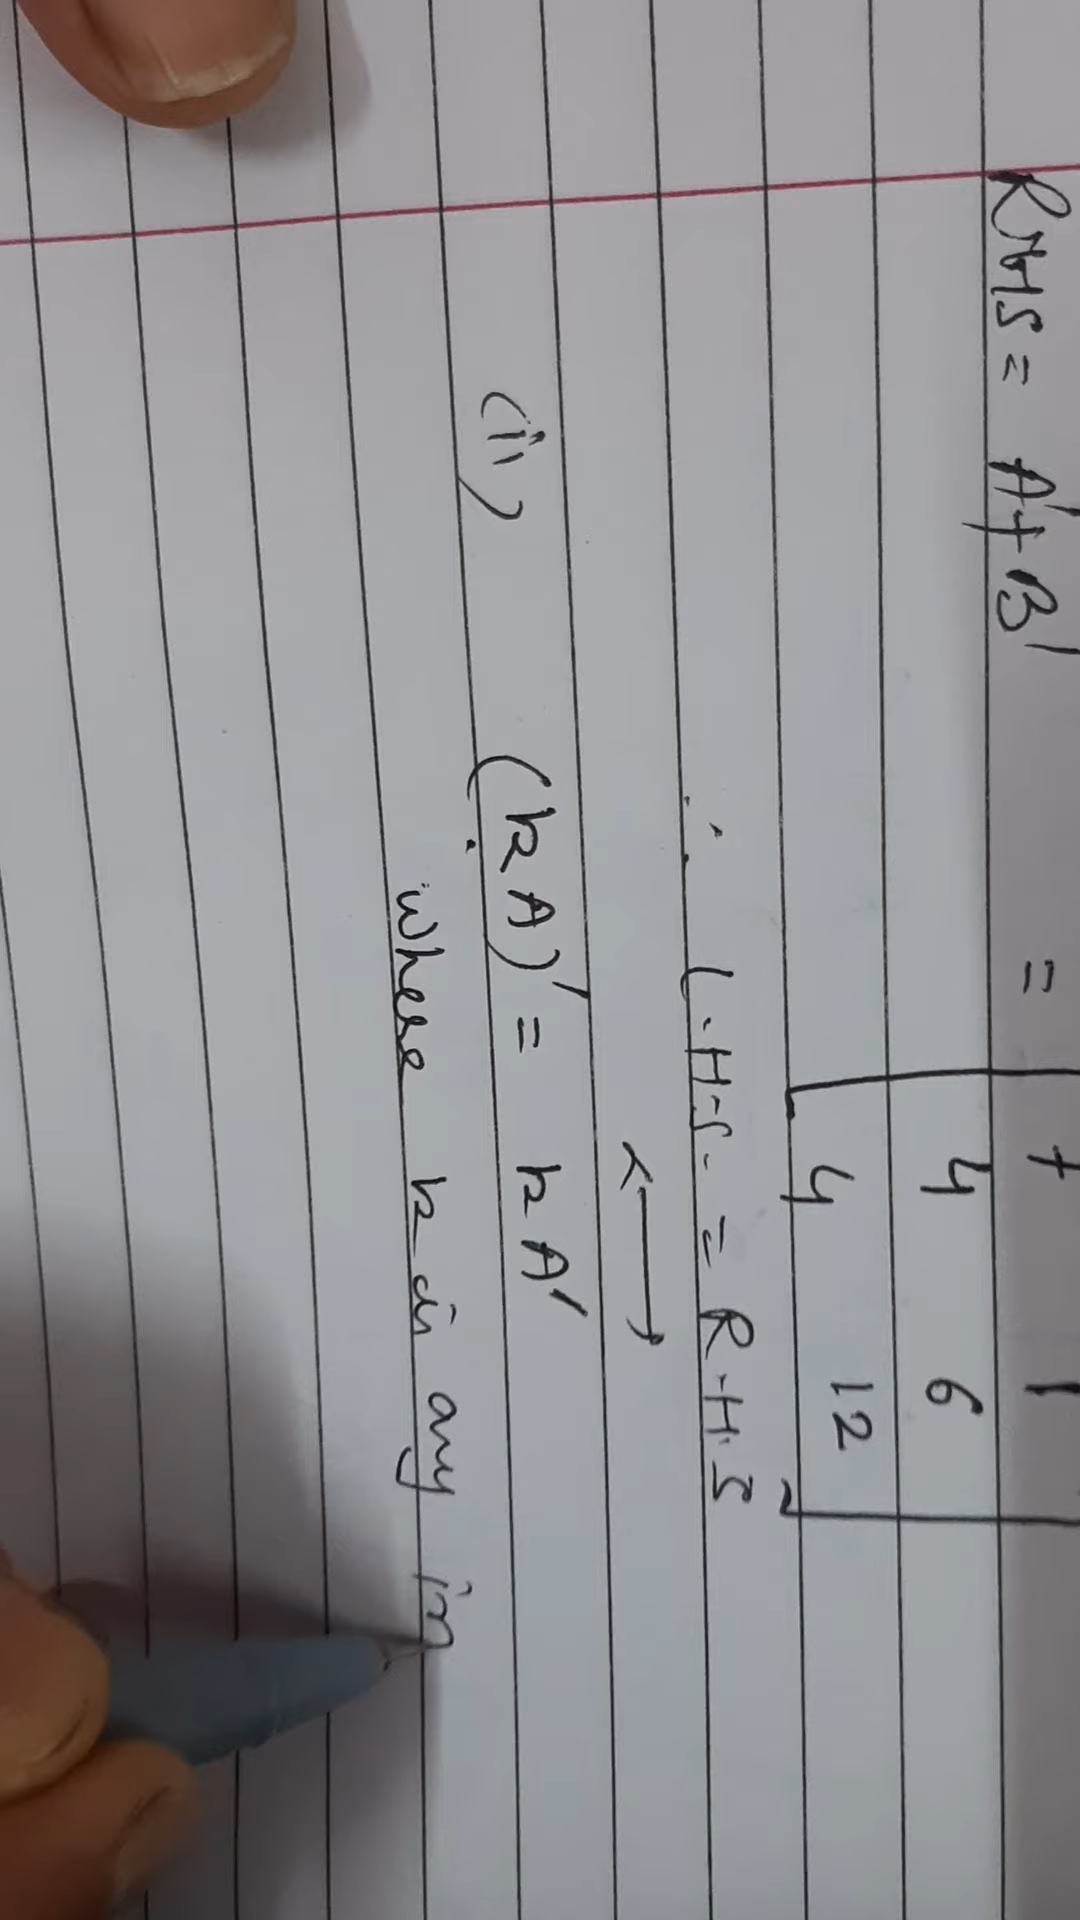 RHS = A'+B' = 7 1
4 6
4 12
∴ L.H.S. = R.H.S
(ii) (kA)' = kA'
where k is any in